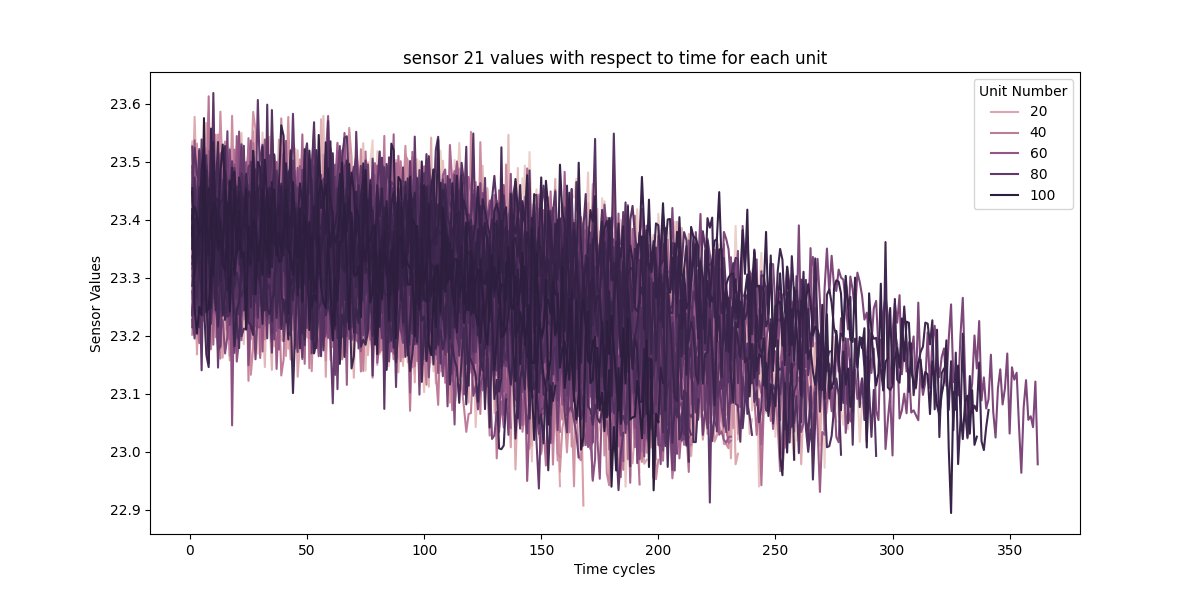 sensor 21 values with respect to time for each unit
Unit Number
20
40
60
80
100
Sensor Values
23.6
23.5
23.4
23.3
23.2
23.1
23.0
22.9
0 50 100 150 200 250 300 350
Time cycles